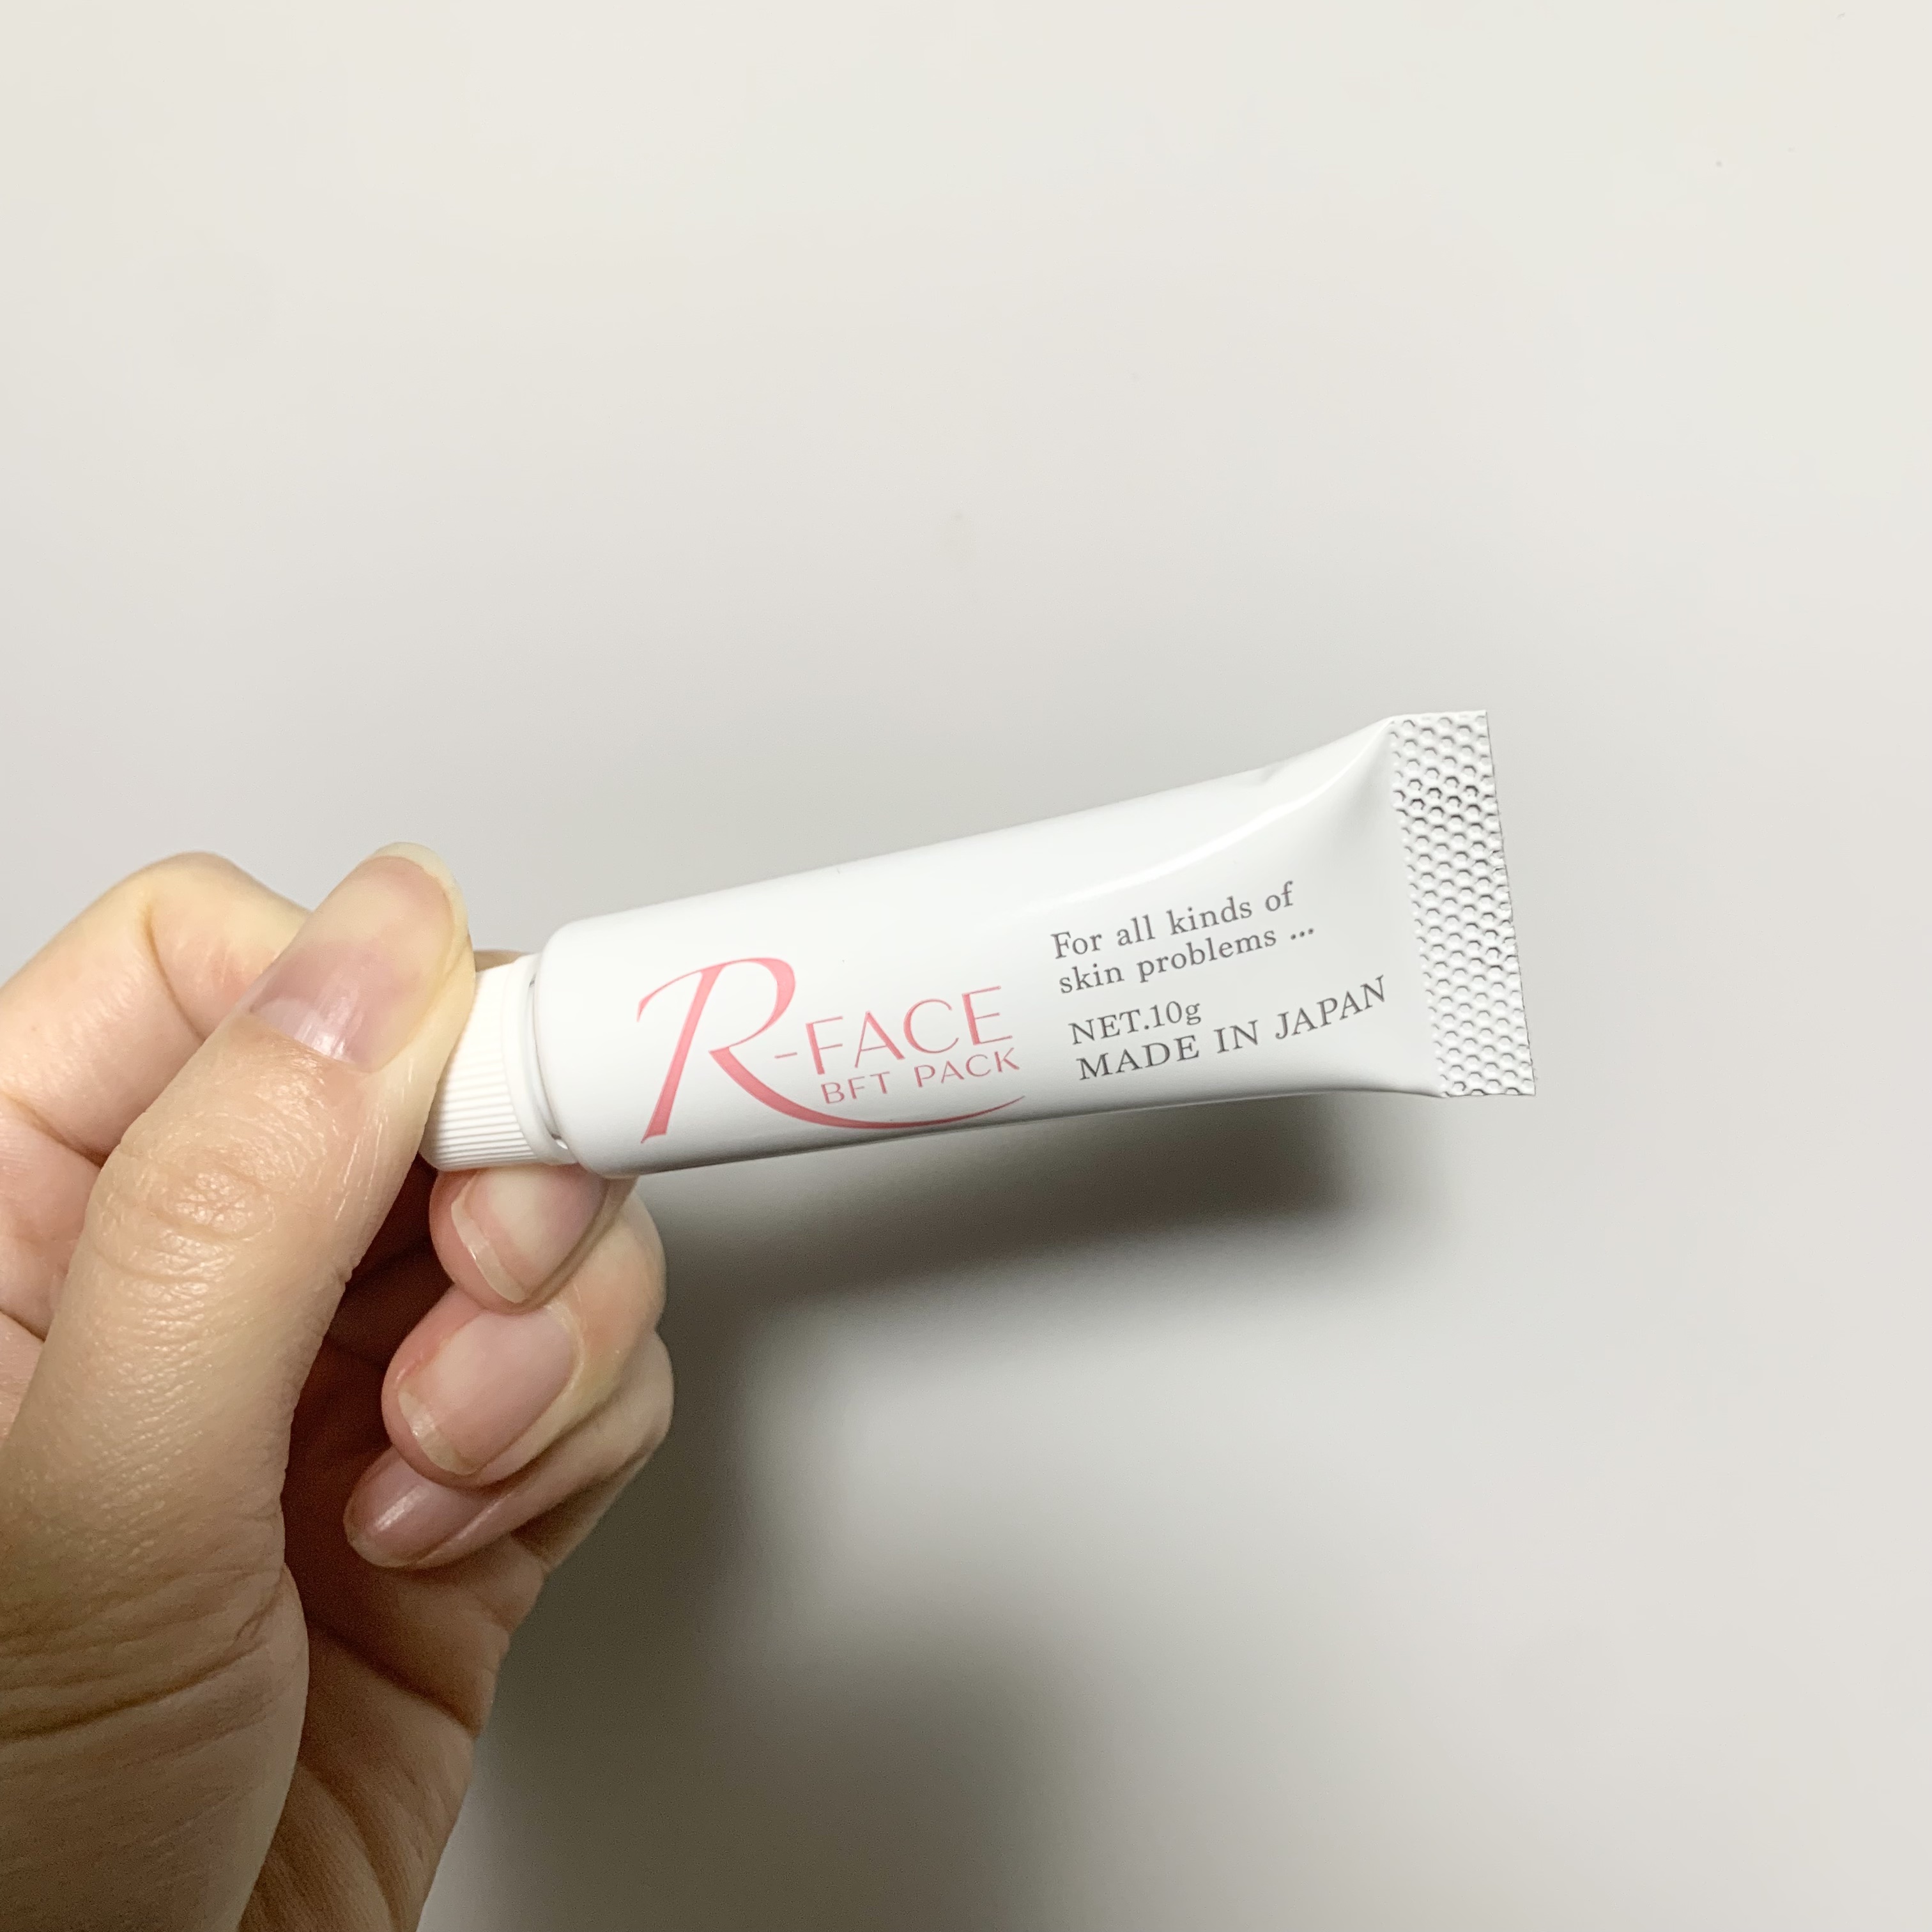 R-FACE
BFT PACK
For all kinds of
skin problems ...
NET.10g
MADE IN JAPAN